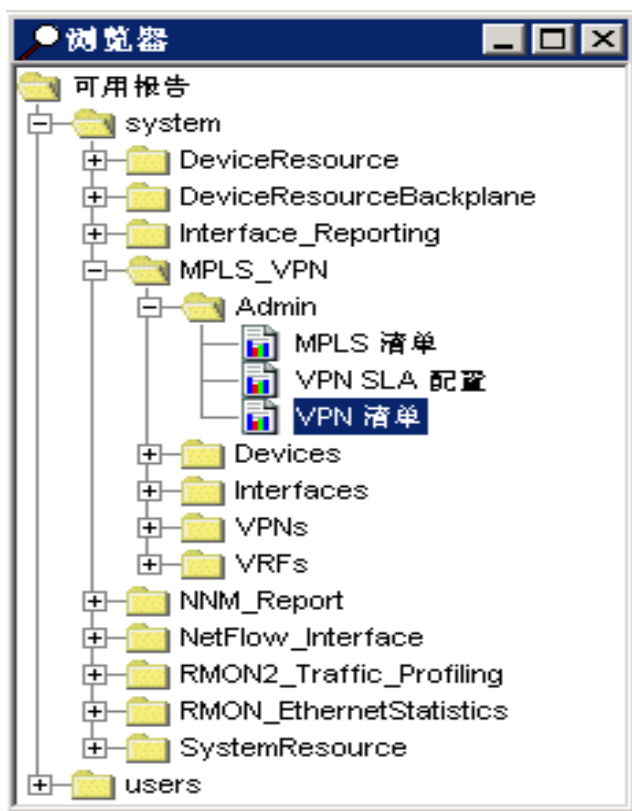 浏览器
可用报告
system
DeviceResource
DeviceResourceBackplane
Interface_Reporting
MPLS_VPN
Admin
MPLS 清单
VPN SLA 配置
VPN 清单
Devices
Interfaces
VPNs
VRFs
NNM_Report
NetFlow_Interface
RMON2_Traffic_Profiling
RMON_EthernetStatistics
SystemResource
users